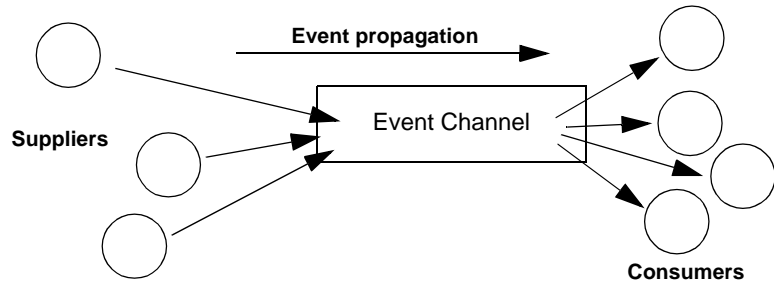 Event propagation
Event Channel
Suppliers
Consumers